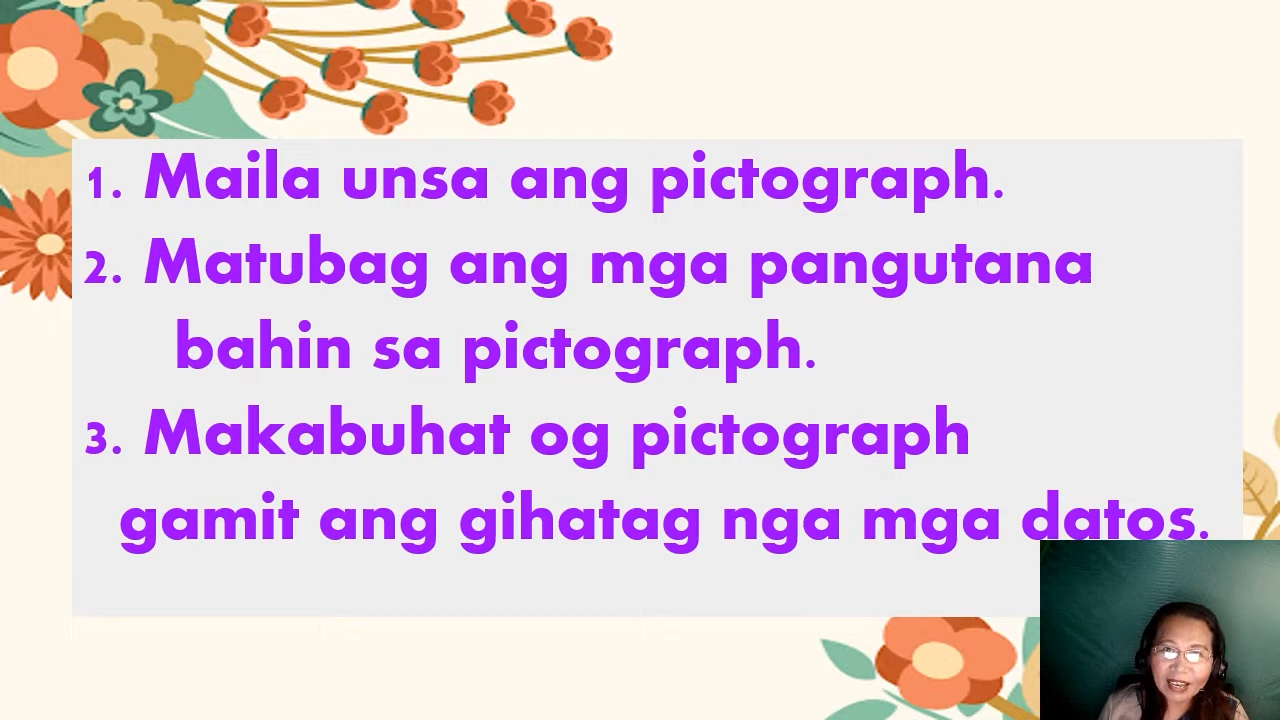 1. Maila unsa ang pictograph.
2. Matubag ang mga pangutana
bahin sa pictograph.
3. Makabuhat og pictograph
gamit ang gihatag nga mga datos.